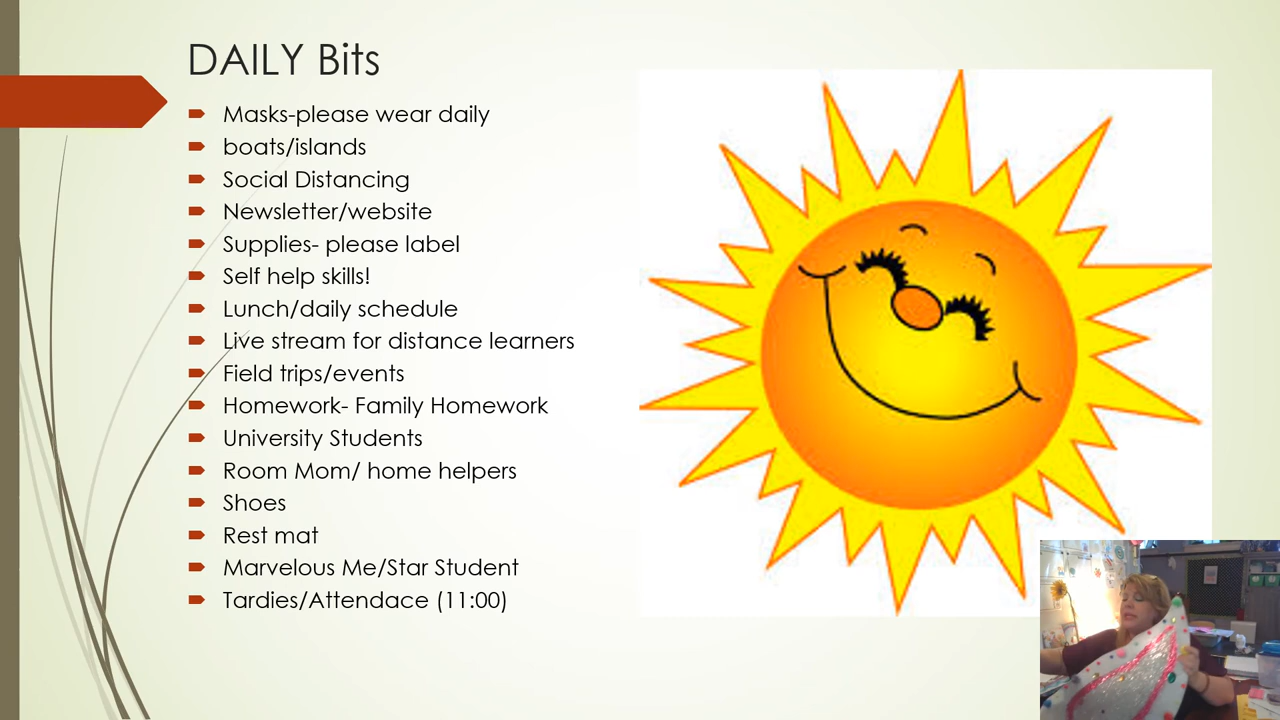 DAILY Bits
Masks-please wear daily
boats/islands
Social Distancing
Newsletter/website
Supplies- please label
Self help skills!
Lunch/daily schedule
Live stream for distance learners
Field trips/events
Homework- Family Homework
University Students
Room Mom/ home helpers
Shoes
Rest mat
Marvelous Me/Star Student
Tardies/Attendace (11:00)